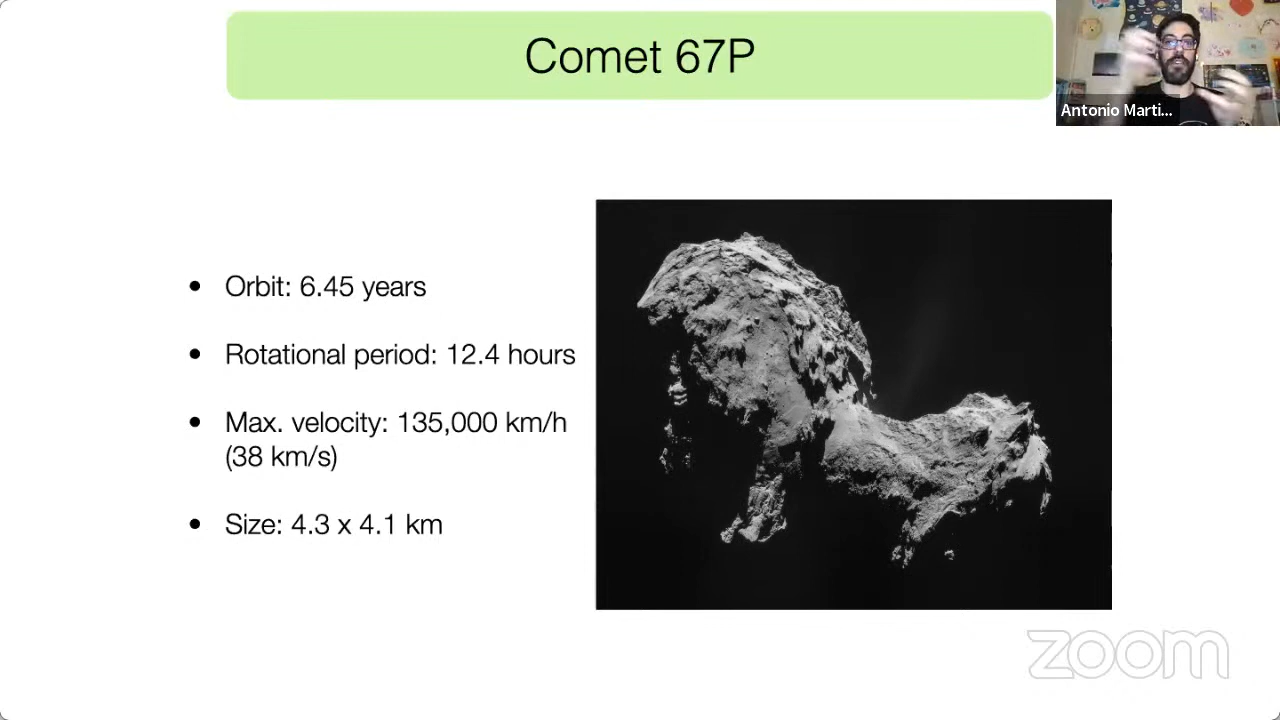 Comet 67P
Antonio Marti...
• Orbit: 6.45 years
• Rotational period: 12.4 hours
• Max. velocity: 135,000 km/h
(38 km/s)
• Size: 4.3 x 4.1 km
zoom